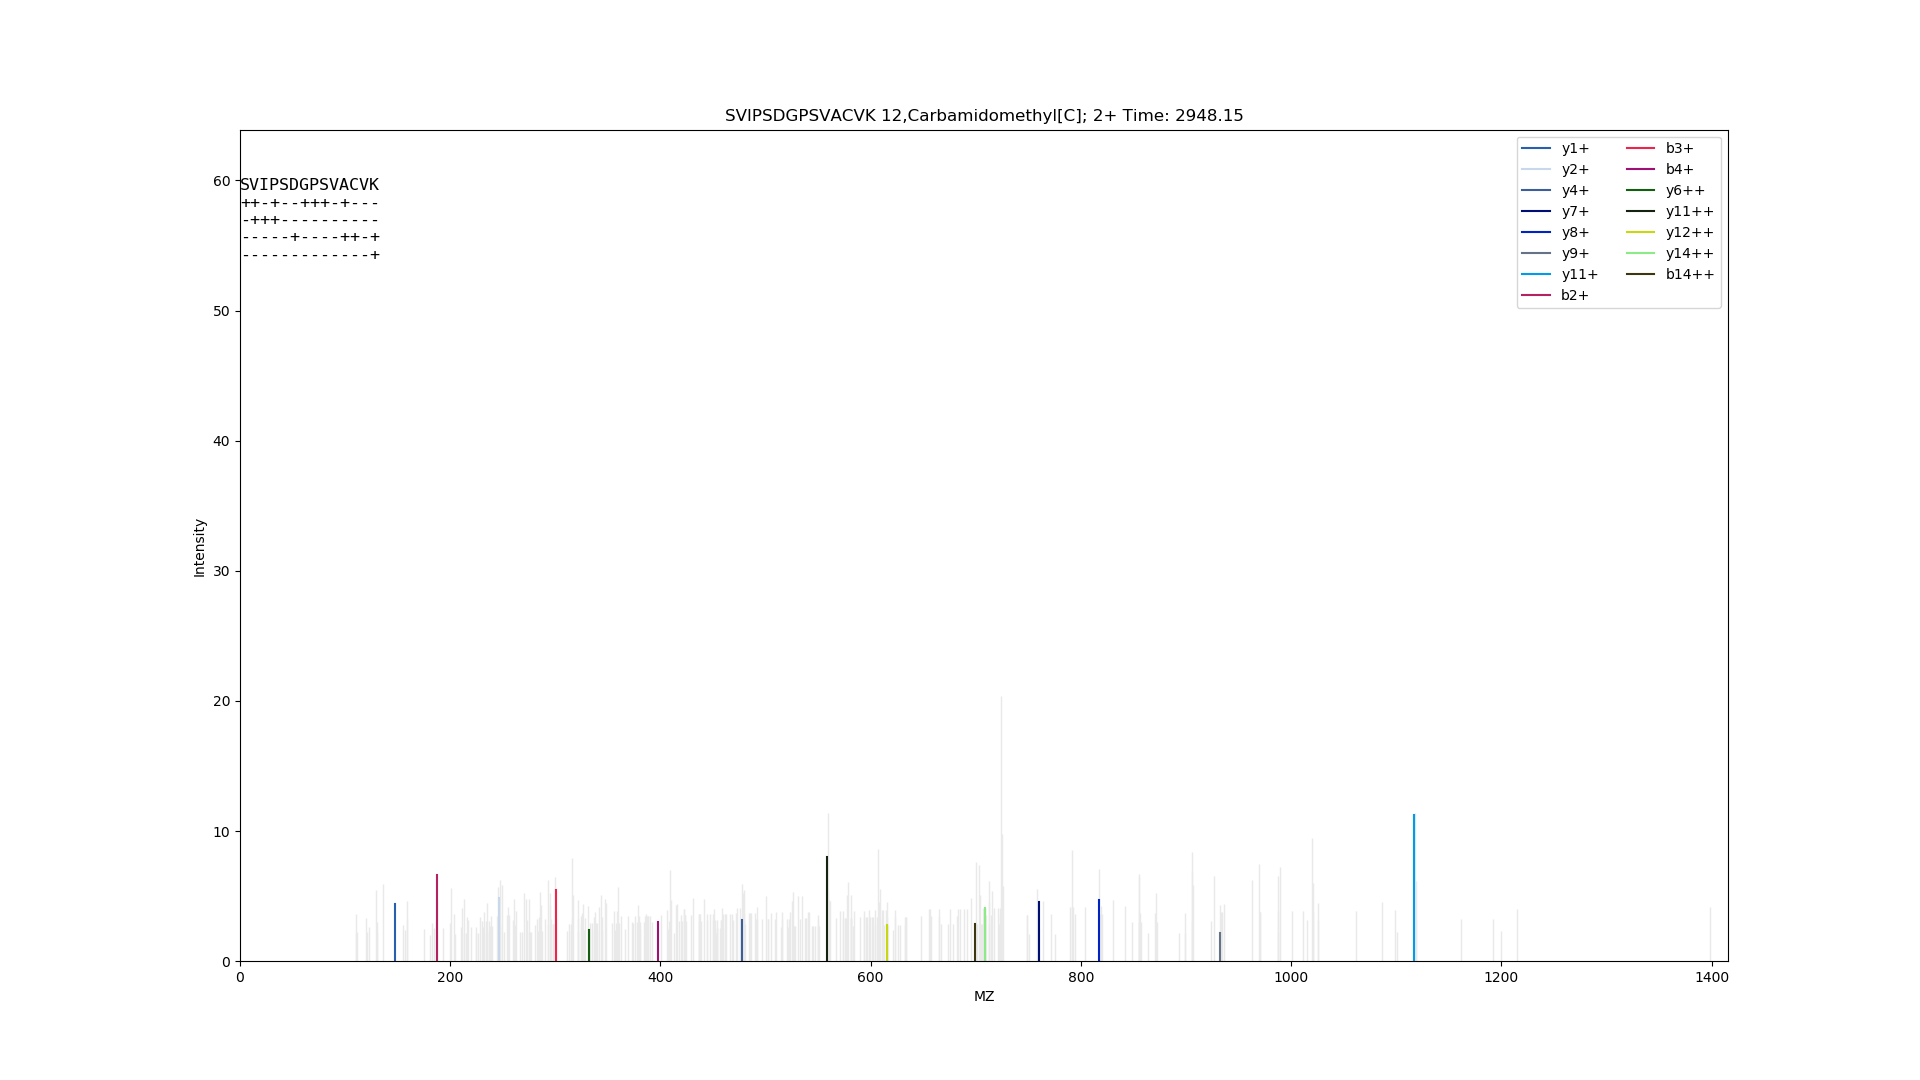 SVIPSDGPSVACVK 12,Carbamidomethyl[C]; 2+ Time: 2948.15
SVIPSDGPSVACVK
++-+--+++-+---
-+++----------
-----+----++-+
-------------+
y1+
y2+
y4+
y7+
y8+
y9+
y11+
b2+
b3+
b4+
y6++
y11++
y12++
y14++
b14++
60
50
40
30
20
10
0
Intensity
0 200 400 600 800 1000 1200 1400
MZ